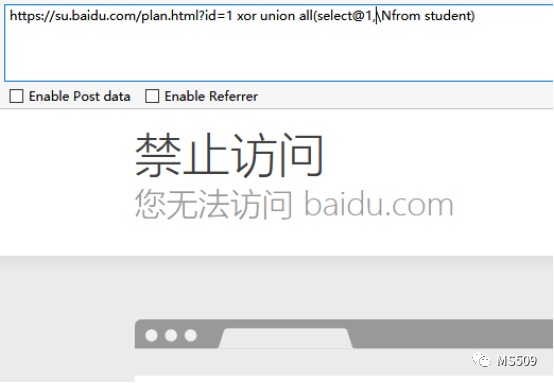 https://su.baidu.com/plan.html?id=1 xor union all(select@1,\Nfrom student)
Enable Post data Enable Referrer
禁止访问
您无法访问 baidu.com
MS509